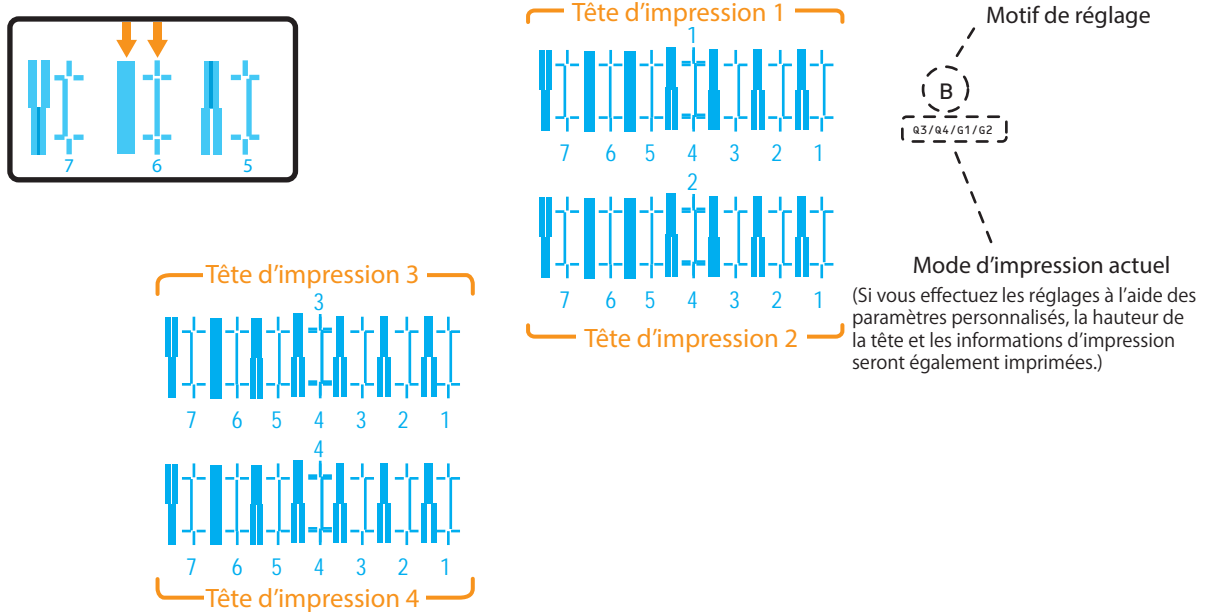 7 6 5
Tête d'impression 1
1
7 6 5 4 3 2 1
2
7 6 5 4 3 2 1
Tête d'impression 2
Motif de réglage
B
Q3/Q4/G1/G2
Mode d'impression actuel
(Si vous effectuez les réglages à l'aide des
paramètres personnalisés, la hauteur de
la tête et les informations d'impression
seront également imprimées.)
Tête d'impression 3
3
7 6 5 4 3 2 1
4
7 6 5 4 3 2 1
Tête d'impression 4